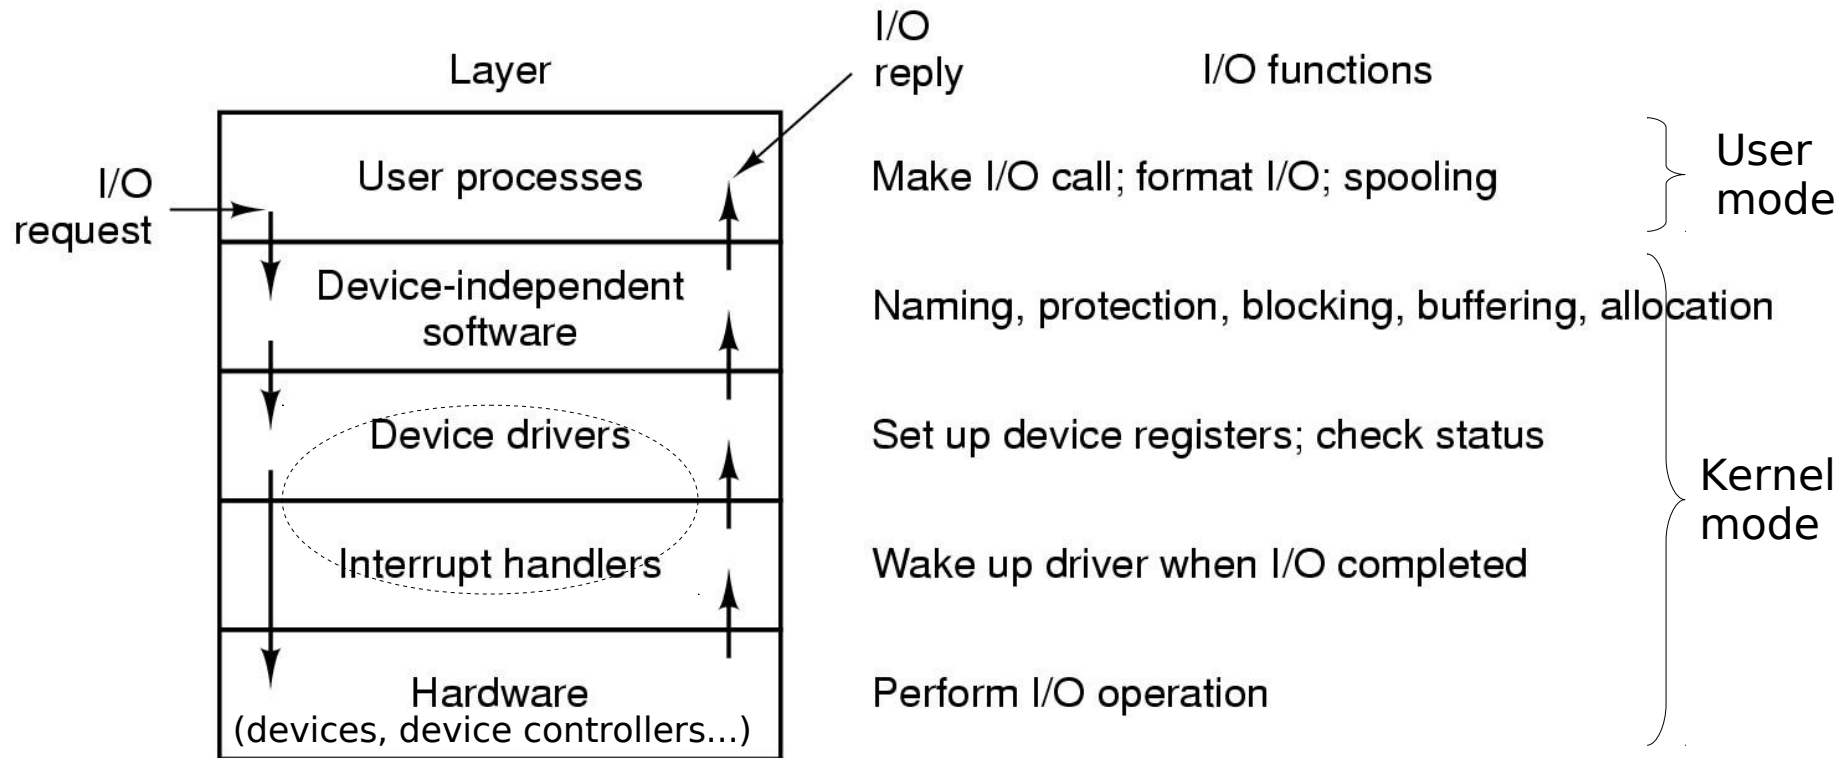 Layer
I/O
reply
I/O functions
I/O
request
User processes
Make I/O call; format I/O; spooling
User
mode
Device-independent
software
Naming, protection, blocking, buffering, allocation
Device drivers
Set up device registers; check status
Kernel
mode
Interrupt handlers
Wake up driver when I/O completed
Hardware
(devices, device controllers...)
Perform I/O operation